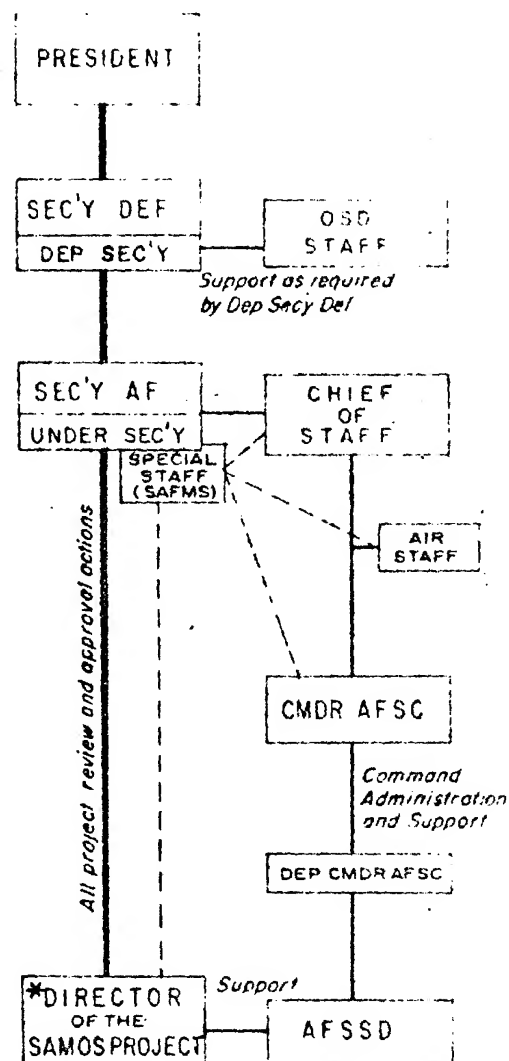 PRESIDENT
SEC'Y DEF
DEP SEC'Y
OSD
STAFF
Support as required
by Dep Secy Def
SEC'Y AF
UNDER SEC'Y
SPECIAL
STAFF
(SAFMS)
CHIEF
OF
STAFF
AIR
STAFF
All project review and approval actions
CMDR AFSC
Command
Administration
and Support
DEP CMDR AFSC
*DIRECTOR
OF THE
SAMOS PROJECT
Support
AFSSD